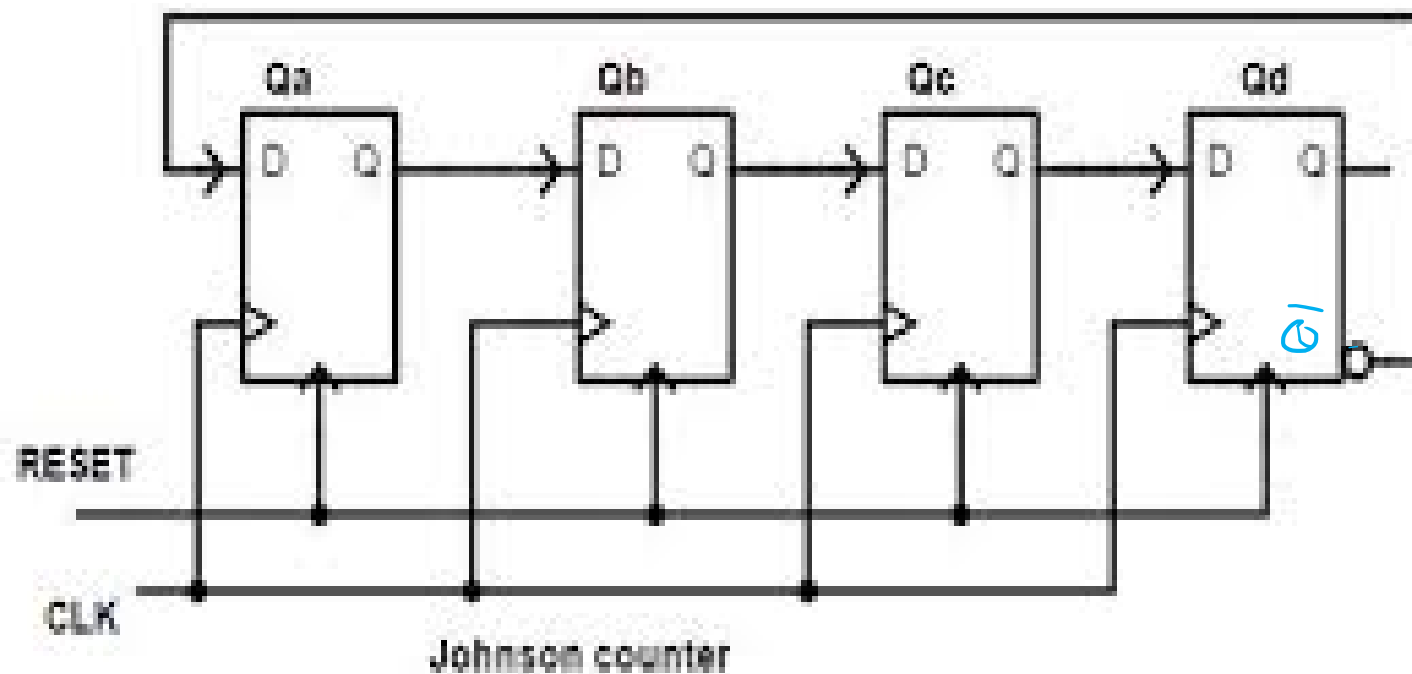 Qa Qb Qc Qd
D Q D Q D Q D Q
Q
RESET
CLK
Johnson counter